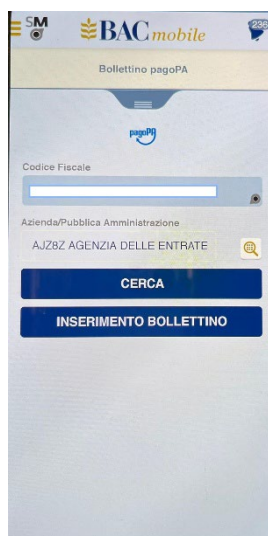 SM
BAC mobile
236
Bollettino pagoPA
pagoPA
Codice Fiscale
Azienda/Pubblica Amministrazione
AJZ8Z AGENZIA DELLE ENTRATE
CERCA
INSERIMENTO BOLLETTINO